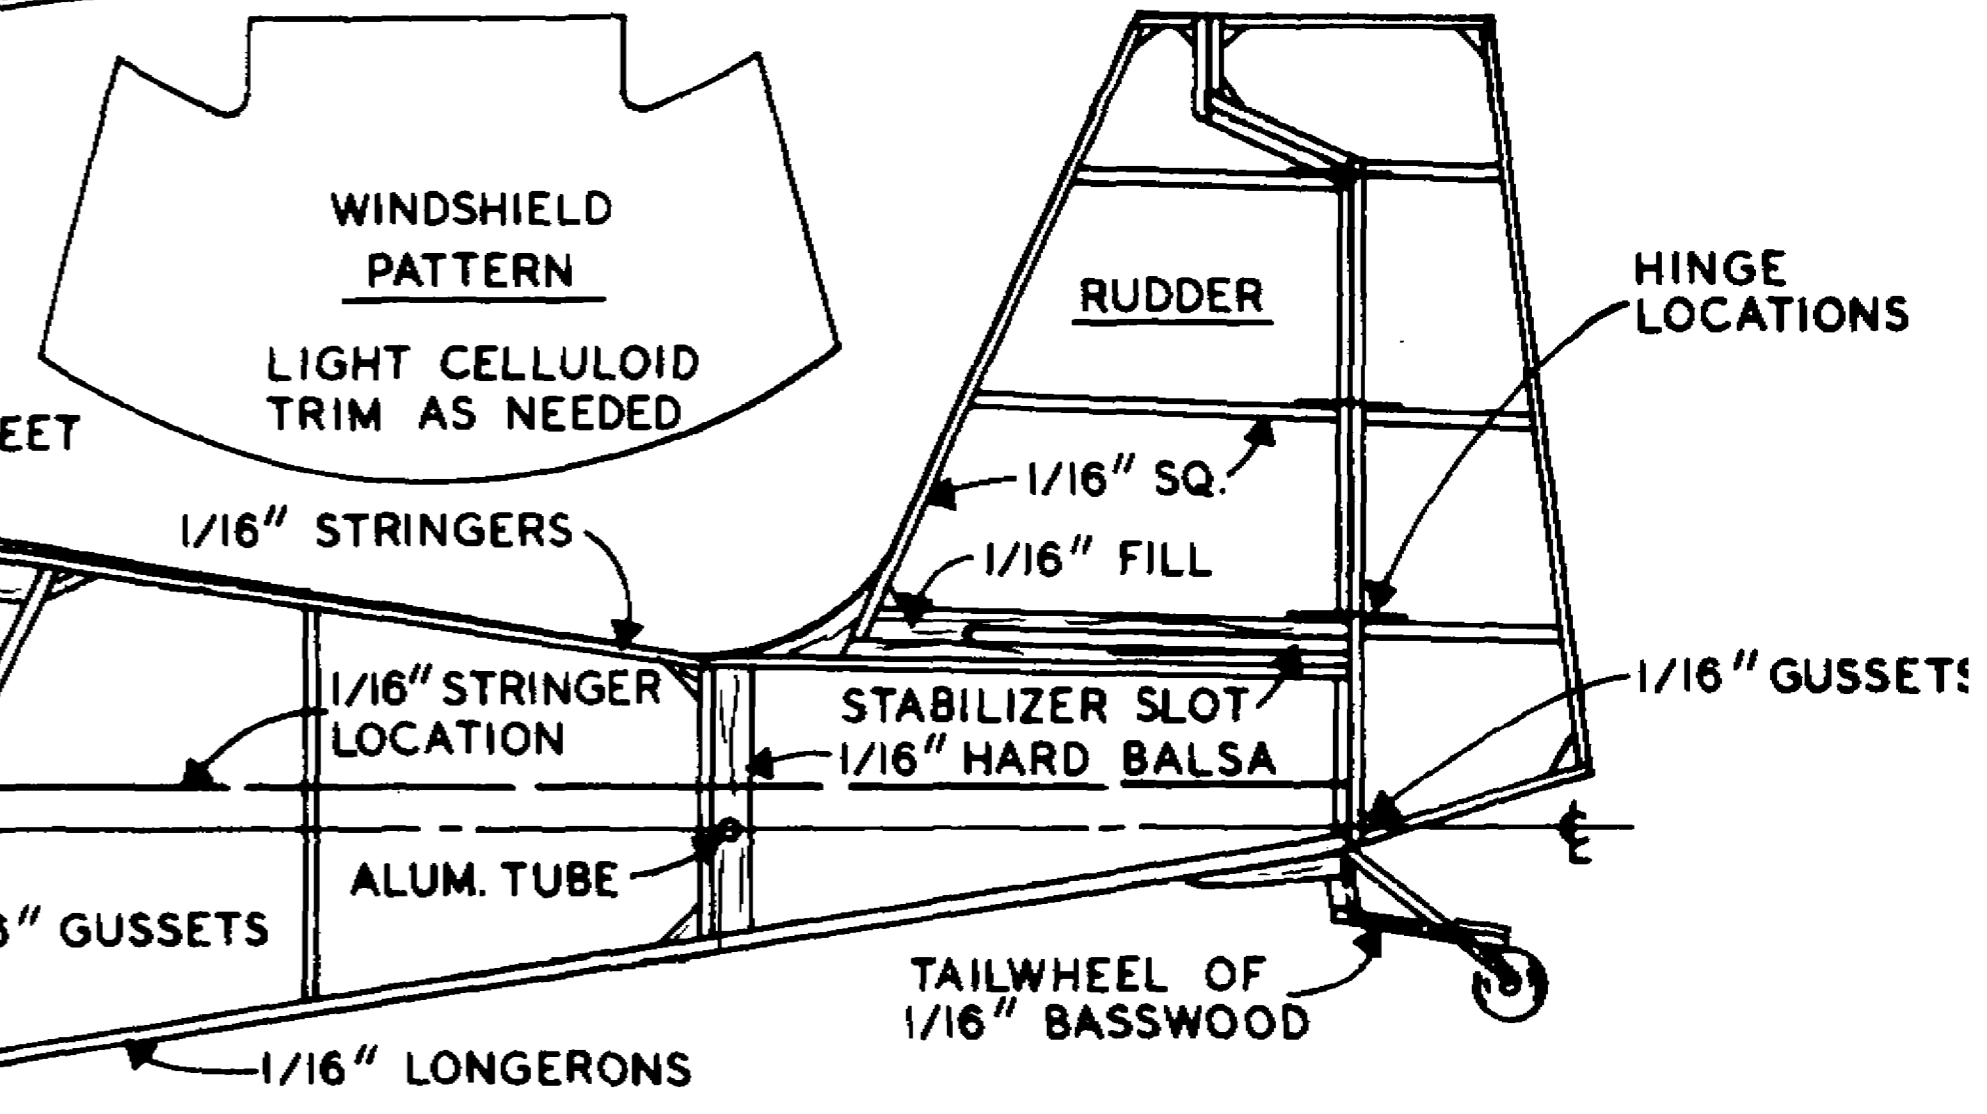 WINDSHIELD
PATTERN
LIGHT CELLULOID
TRIM AS NEEDED
RUDDER
HINGE
LOCATIONS
1/16" SQ.
1/16" STRINGERS
1/16" FILL
1/16" STRINGER
LOCATION
STABILIZER SLOT
1/16" HARD BALSA
1/16" GUSSETS
ALUM. TUBE
GUSSETS
TAILWHEEL OF
1/16" BASSWOOD
1/16" LONGERONS